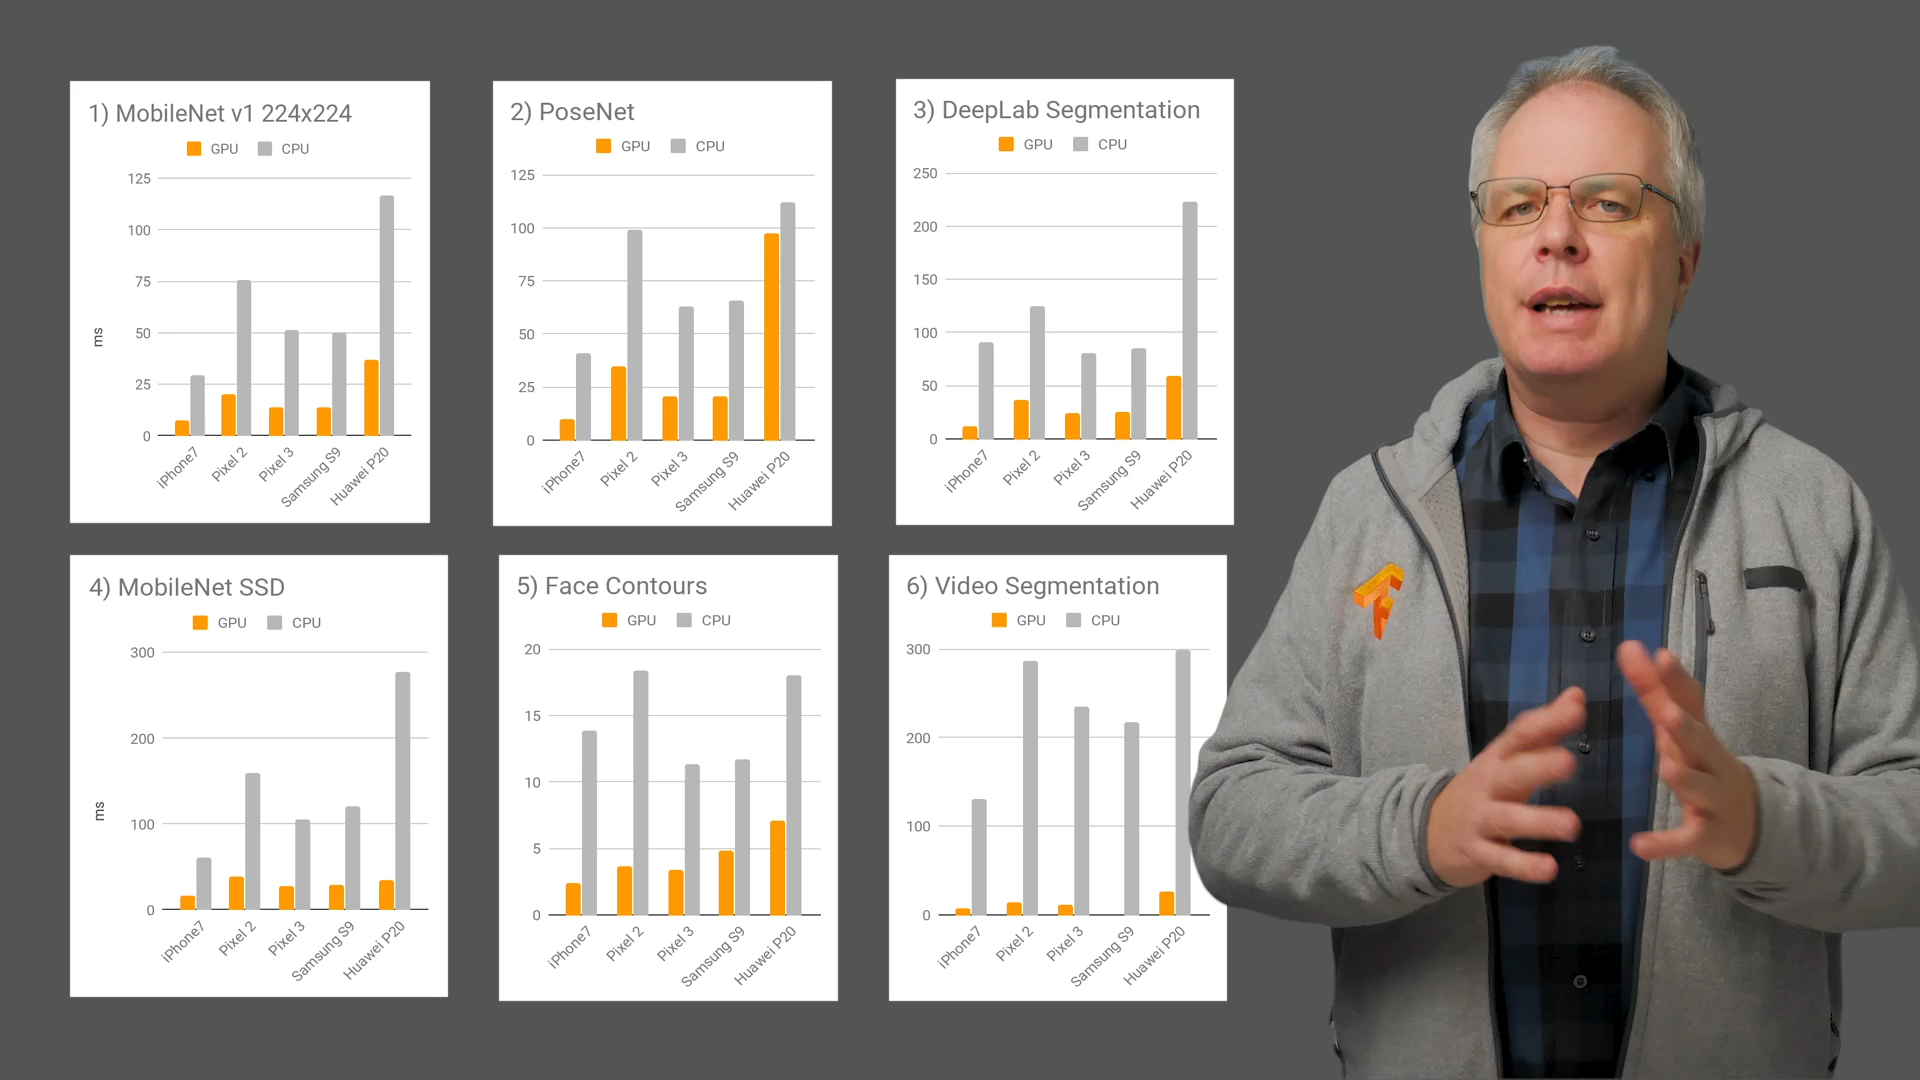 1) MobileNet v1 224x224
GPU CPU
125
100
75
50
25
0
ms
iPhone7
Pixel 2
Pixel 3
Samsung S9
Huawei P20
2) PoseNet
GPU CPU
125
100
75
50
25
0
iPhone7
Pixel 2
Pixel 3
Samsung S9
Huawei P20
3) DeepLab Segmentation
GPU CPU
250
200
150
100
50
0
iPhone7
Pixel 2
Pixel 3
Samsung S9
Huawei P20
4) MobileNet SSD
GPU CPU
300
200
100
0
ms
iPhone7
Pixel 2
Pixel 3
Samsung S9
Huawei P20
5) Face Contours
GPU CPU
20
15
10
5
0
iPhone7
Pixel 2
Pixel 3
Samsung S9
Huawei P20
6) Video Segmentation
GPU CPU
300
200
100
0
iPhone7
Pixel 2
Pixel 3
Samsung S9
Huawei P20